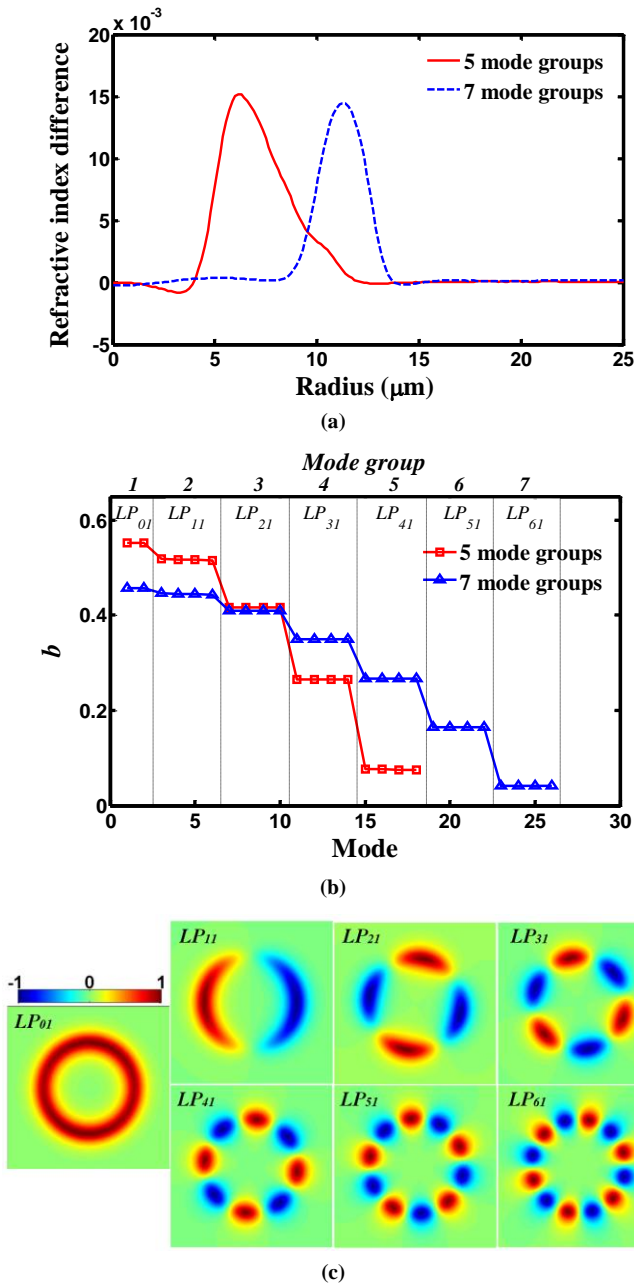 × 10⁻³
20
15
10
5
0
-5
Refractive index difference
5 mode groups
7 mode groups
0 5 10 15 20 25
Radius (μm)
(a)
Mode group
1 2 3 4 5 6 7
LP₀₁ LP₁₁ LP₂₁ LP₃₁ LP₄₁ LP₅₁ LP₆₁
0.6
0.4
0.2
0
b
5 mode groups
7 mode groups
0 5 10 15 20 25 30
Mode
(b)
-1 0 1
LP₀₁
LP₁₁ LP₂₁ LP₃₁
LP₄₁ LP₅₁ LP₆₁
(c)